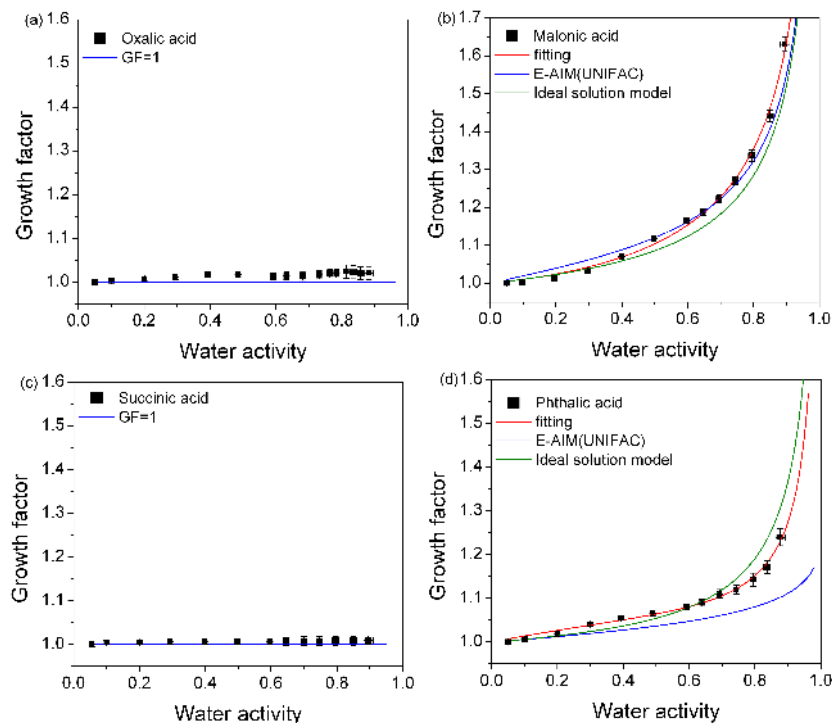 (a)
Oxalic acid
GF=1
Growth factor
1.6
1.5
1.4
1.3
1.2
1.1
1.0
0.0 0.2 0.4 0.6 0.8 1.0
Water activity
(b)
Malonic acid
fitting
E-AIM(UNIFAC)
Ideal solution model
Growth factor
1.7
1.6
1.5
1.4
1.3
1.2
1.1
1.0
0.0 0.2 0.4 0.6 0.8 1.0
Water activity
(c)
Succinic acid
GF=1
Growth factor
1.6
1.5
1.4
1.3
1.2
1.1
1.0
0.0 0.2 0.4 0.6 0.8 1.0
Water activity
(d)
Phthalic acid
fitting
E-AIM(UNIFAC)
Ideal solution model
Growth factor
1.6
1.5
1.4
1.3
1.2
1.1
1.0
0.0 0.2 0.4 0.6 0.8 1.0
Water activity